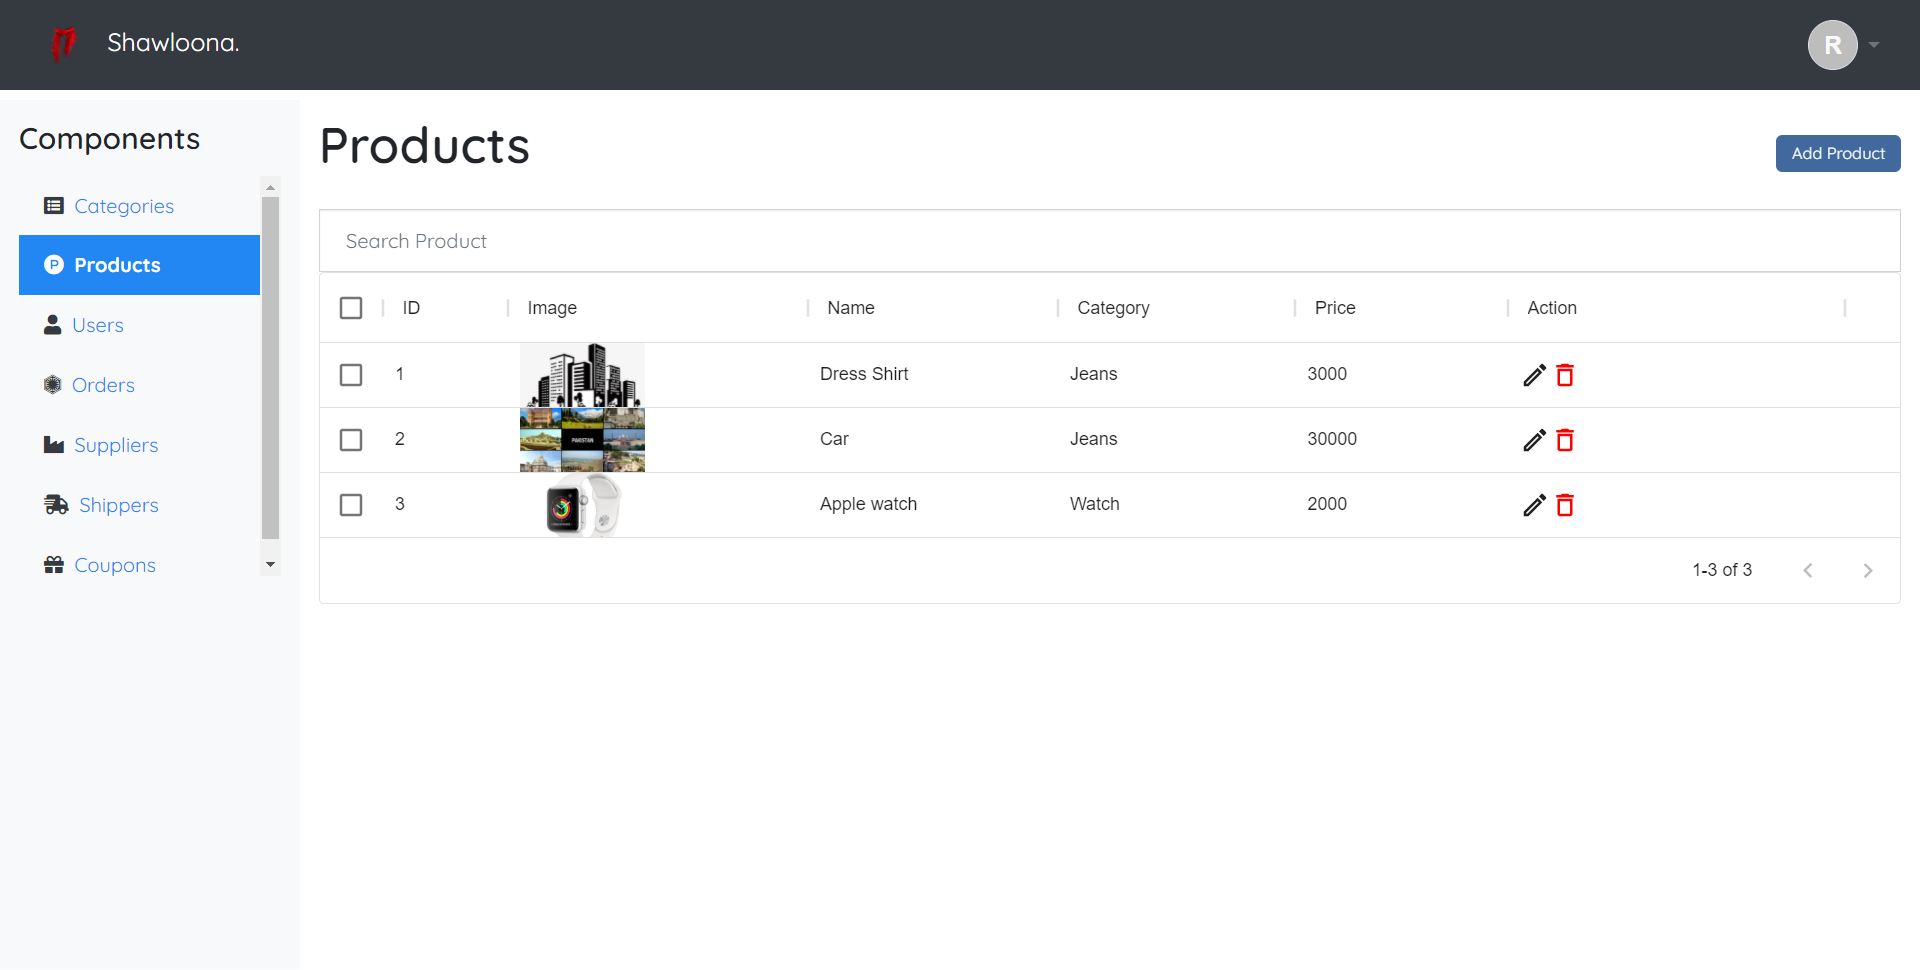 Shawloona.
R
Components
Categories
Products
Users
Orders
Suppliers
Shippers
Coupons
Products
Add Product
Search Product
ID Image Name Category Price Action
1 Dress Shirt Jeans 3000
PAKISTAN
2 Car Jeans 30000
3 Apple watch Watch 2000
1-3 of 3